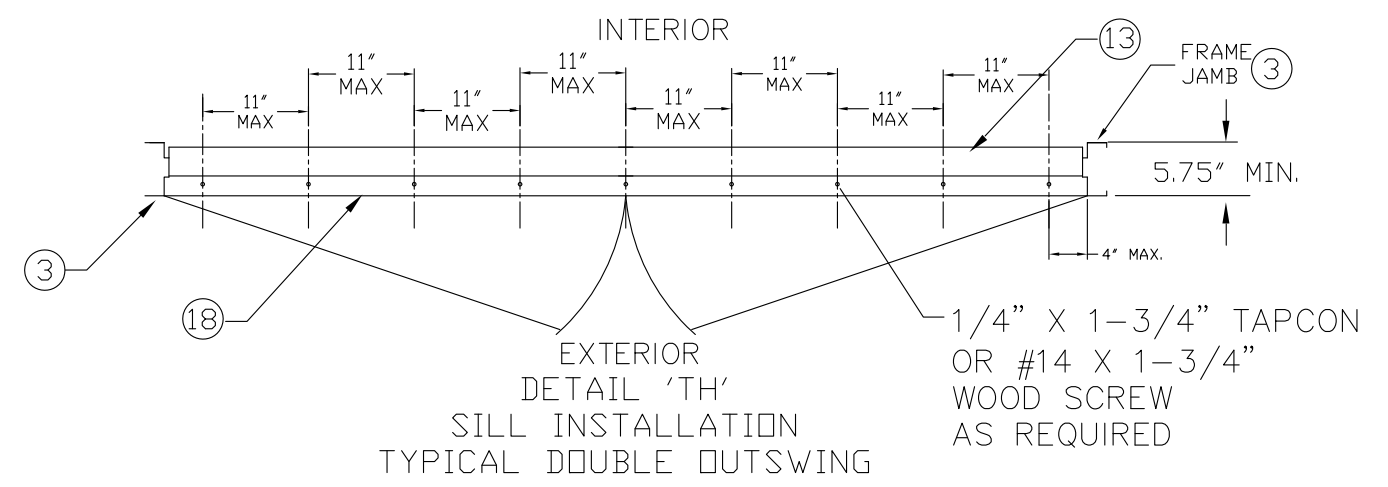 INTERIOR
13
FRAME
JAMB 3
11"
MAX
11"
MAX
11"
MAX
11"
MAX
11"
MAX
11"
MAX
11"
MAX
11"
MAX
5.75" MIN.
3
18
4" MAX.
1/4" X 1-3/4" TAPCON
OR #14 X 1-3/4"
WOOD SCREW
AS REQUIRED
EXTERIOR
DETAIL 'TH'
SILL INSTALLATION
TYPICAL DOUBLE OUTSWING